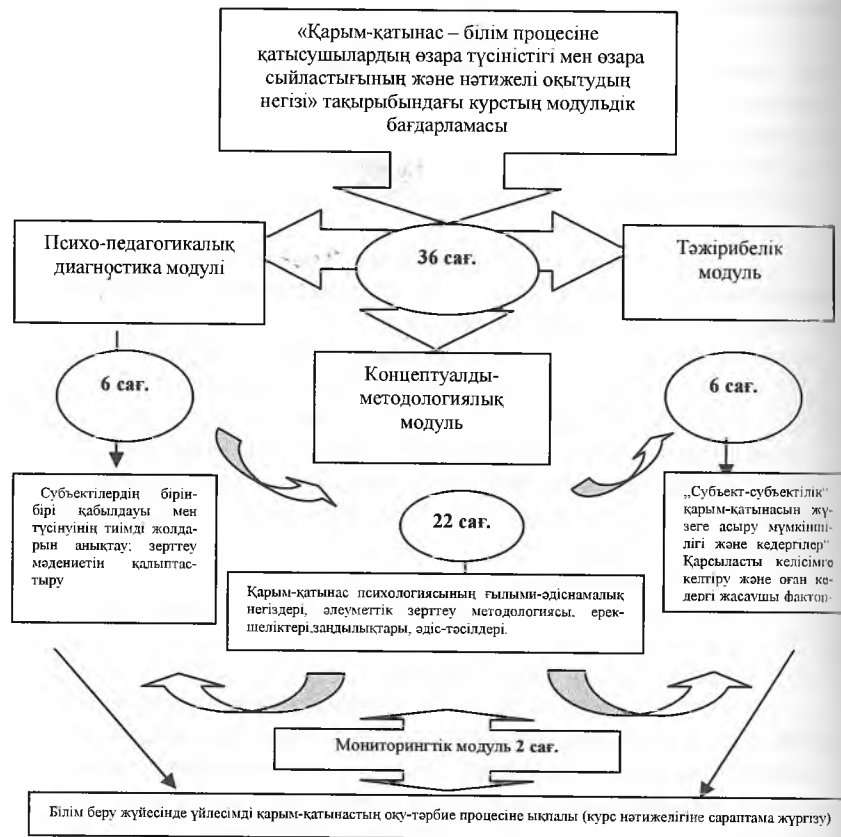 «Қарым-қатынас – білім процесіне
қатысушылардың өзара түсіністігі мен өзара
сыйластығының және нәтижелі оқытудың
негізі» тақырыбындағы курстың модульдік
бағдарламасы
Психо-педагогикалық
диагностика модулі
36 сағ.
Тәжірибелік
модуль
Концептуалды-
методологиялық
модуль
6 сағ.
6 сағ.
Субъектілердің бірін-
бірі қабылдауы мен
түсінуінің тиімді жолда-
рын анықтау; зерттеу
мәдениетін қалыптас-
тыру
22 сағ.
„Субъект-субъектілік"
қарым-қатынасын жү-
зеге асыру мүмкінші-
лігі және кедергілер"
Қарсыласты келісімге
келтіру және оған ке-
дергі жасаушы фактор-
Қарым-қатынас психологиясының ғылыми-әдіснамалық
негіздері, әлеуметтік зерттеу методологиясы, ерек-
шеліктері,заңдылықтары, әдіс-тәсілдері.
Мониторингтік модуль 2 сағ.
Білім беру жүйесінде үйлесімді қарым-қатынастың оқу-тәрбие процесіне ықпалы (курс нәтижелігіне сараптама жүргізу)